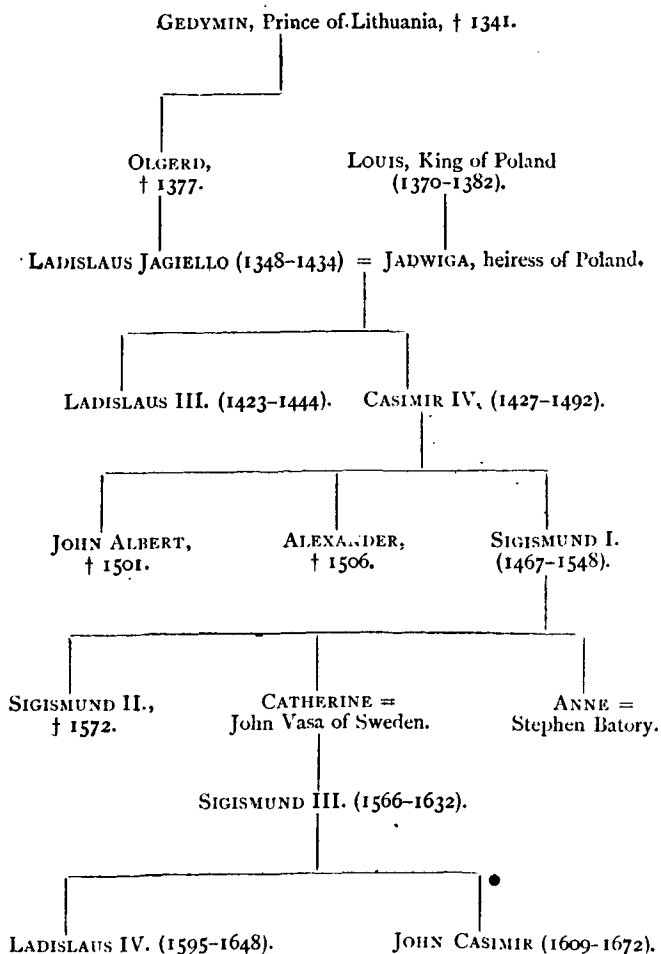 GEDYMIN, Prince of Lithuania, † 1341.
OLGERD,
† 1377.
LOUIS, King of Poland
(1370–1382).
LADISLAUS JAGIELLO (1348–1434) = JADWIGA, heiress of Poland.
LADISLAUS III. (1423–1444).
CASIMIR IV. (1427–1492).
JOHN ALBERT,
† 1501.
ALEXANDER,
† 1506.
SIGISMUND I.
(1467–1548).
SIGISMUND II.,
† 1572.
CATHERINE =
John Vasa of Sweden.
ANNE =
Stephen Batory.
SIGISMUND III. (1566–1632).
LADISLAUS IV. (1595–1648).
JOHN CASIMIR (1609–1672).